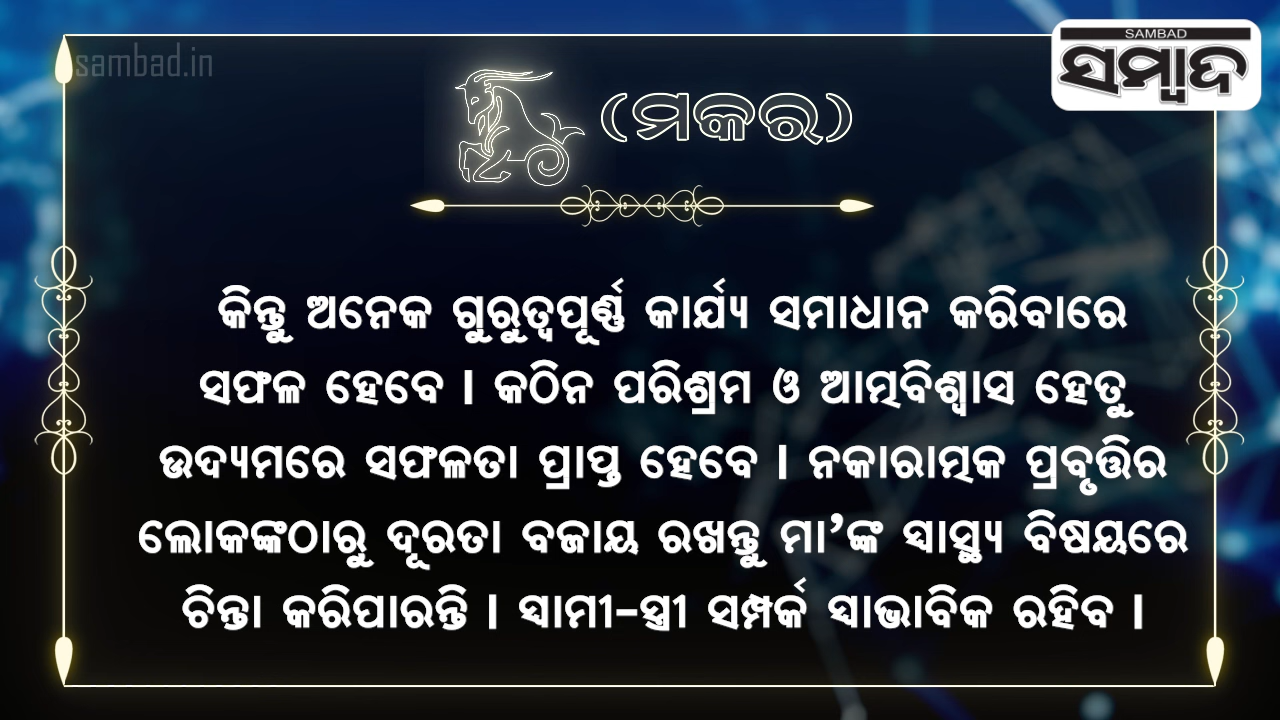 sambad.in
SAMBAD
ସମ୍ବାଦ
(ମକର)
କିନ୍ତୁ ଅନେକ ଗୁରୁତ୍ୱପୂର୍ଣ୍ଣ କାର୍ଯ୍ୟ ସମାଧାନ କରିବାରେ
ସଫଳ ହେବେ । କଠିନ ପରିଶ୍ରମ ଓ ଆତ୍ମବିଶ୍ୱାସ ହେତୁ
ଉଦ୍ୟମରେ ସଫଳତା ପ୍ରାପ୍ତ ହେବେ । ନକାରାତ୍ମକ ପ୍ରବୃତ୍ତିର
ଲୋକଙ୍କଠାରୁ ଦୂରତା ବଜାୟ ରଖନ୍ତୁ ମା’ଙ୍କ ସ୍ୱାସ୍ଥ୍ୟ ବିଷୟରେ
ଚିନ୍ତା କରିପାରନ୍ତି । ସ୍ୱାମୀ-ସ୍ତ୍ରୀ ସମ୍ପର୍କ ସ୍ୱାଭାବିକ ରହିବ ।